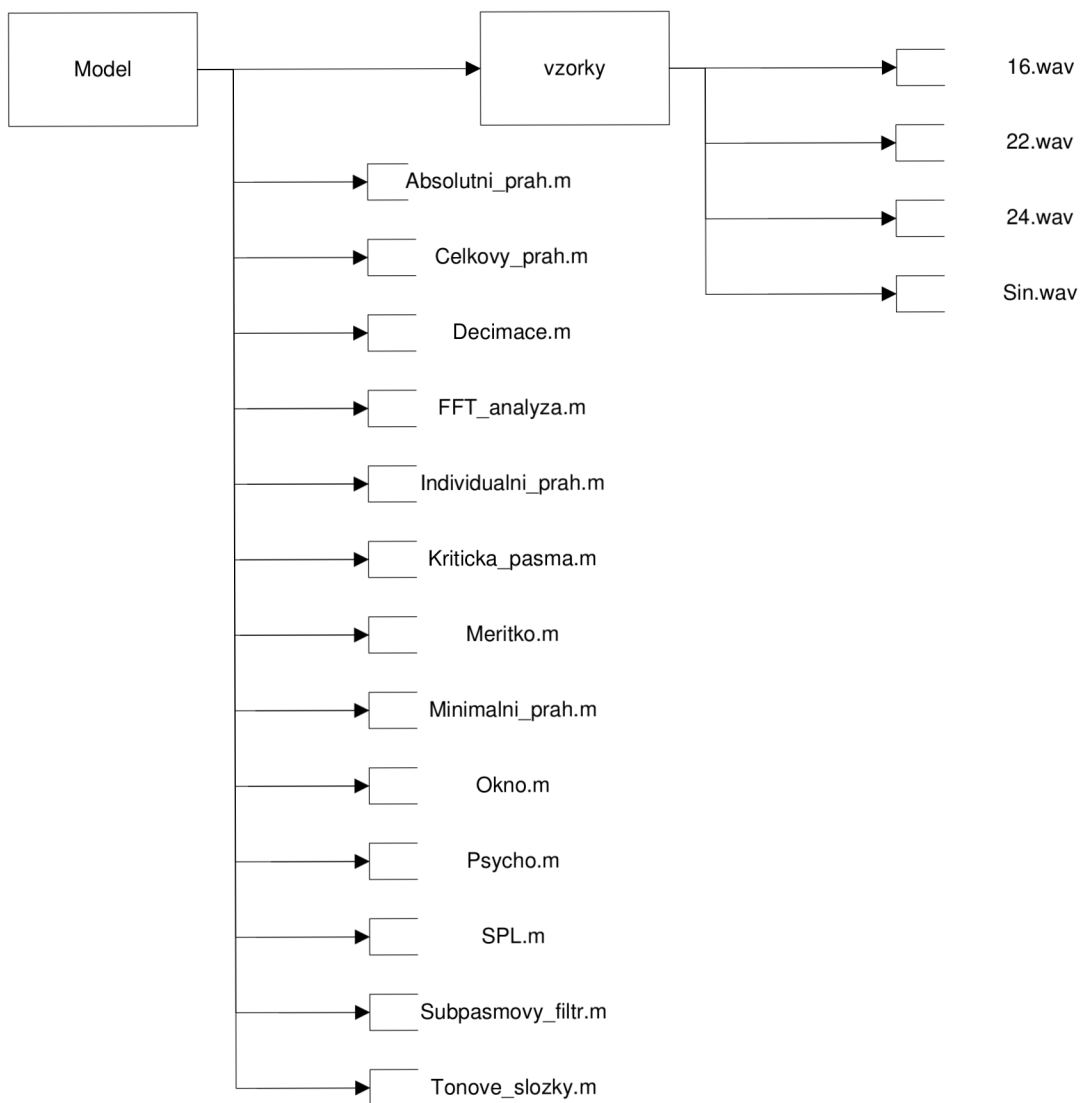 Model
vzorky
16.wav
22.wav
24.wav
Sin.wav
Absolutni_prah.m
Celkovy_prah.m
Decimace.m
FFT_analyza.m
Individualni_prah.m
Kriticka_pasma.m
Meritko.m
Minimalni_prah.m
Okno.m
Psycho.m
SPL.m
Subpasmovy_filtr.m
Tonove_slozky.m